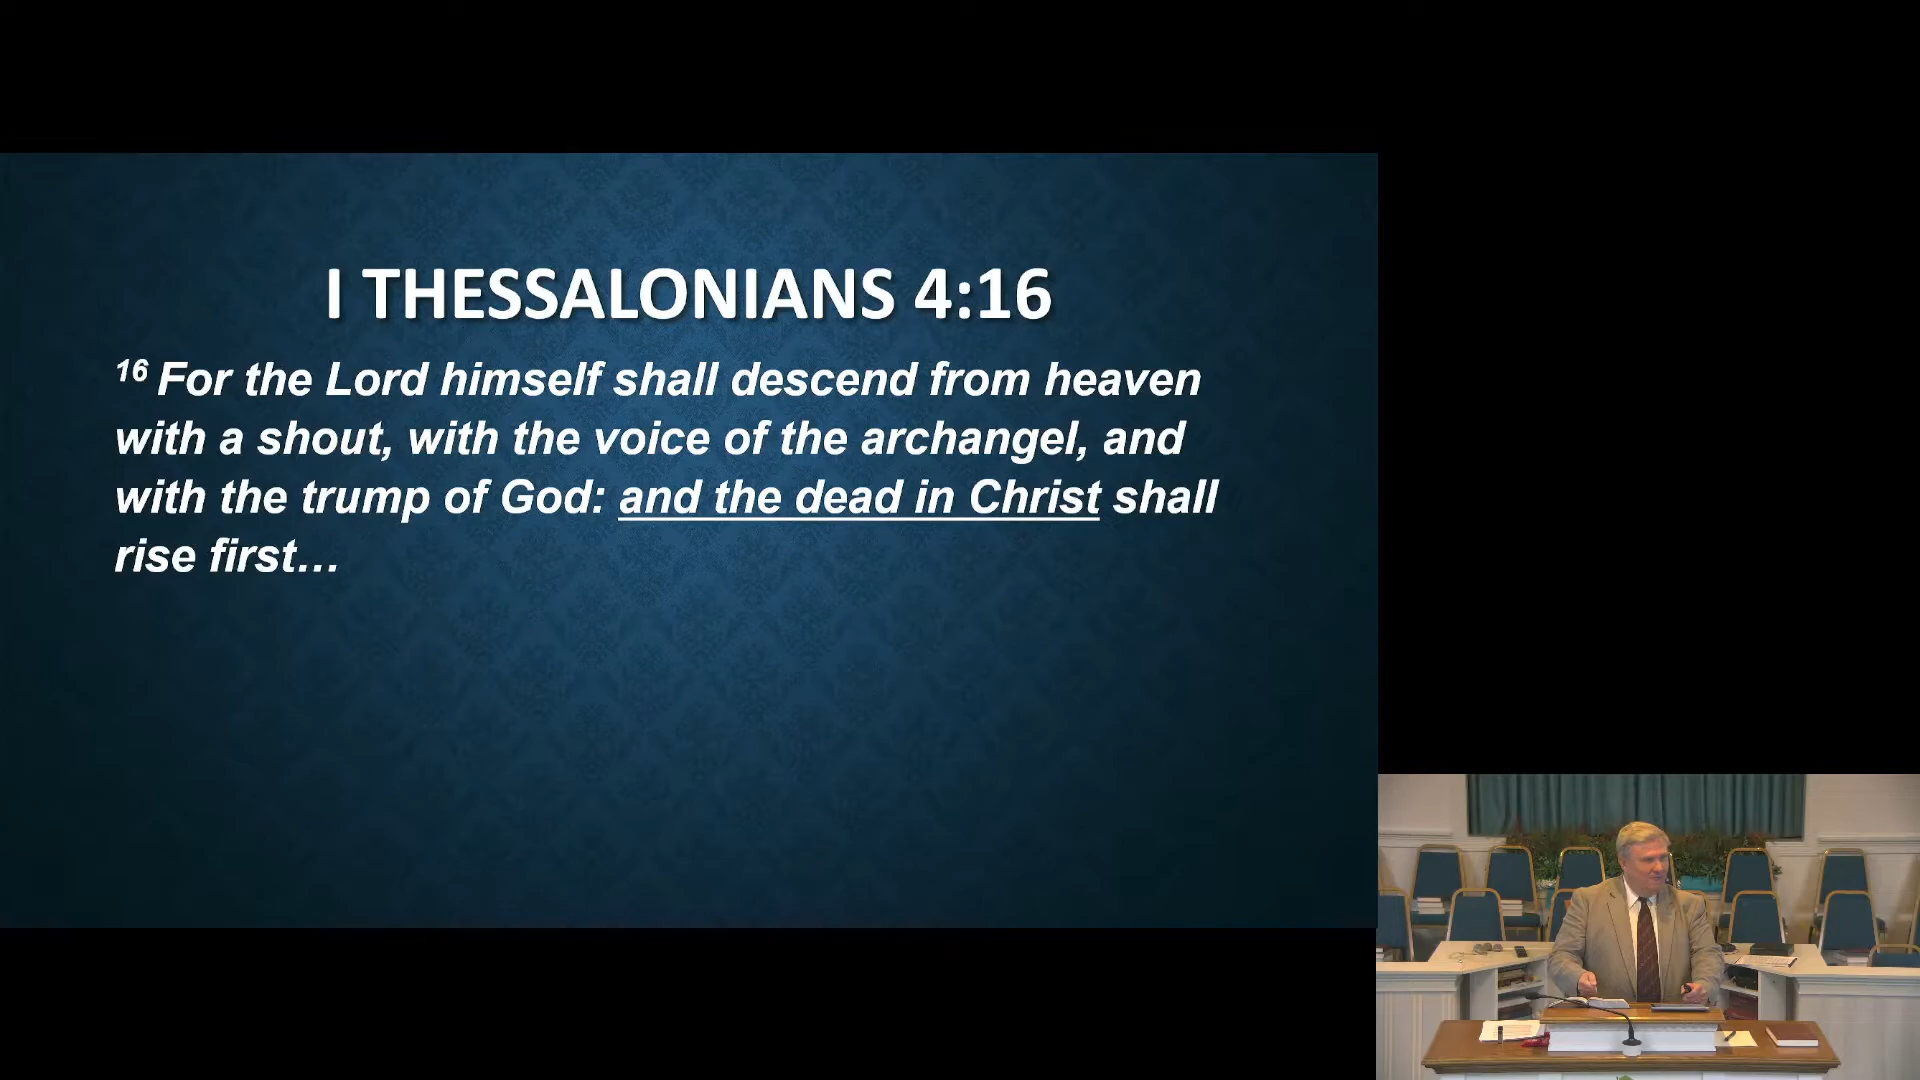 I THESSALONIANS 4:16
16 For the Lord himself shall descend from heaven
with a shout, with the voice of the archangel, and
with the trump of God: and the dead in Christ shall
rise first…